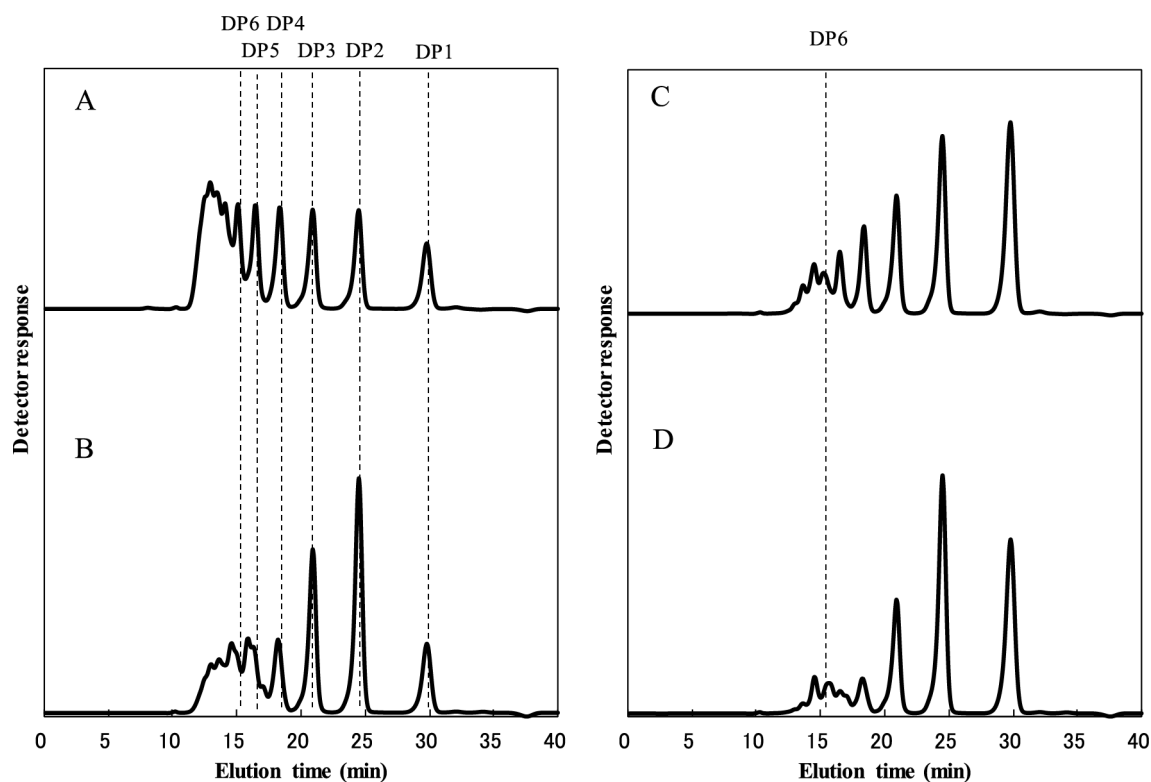 DP6 DP4
DP5 DP3 DP2 DP1
A
B
Detector response
0 5 10 15 20 25 30 35 40
Elution time (min)
DP6
C
D
Detector response
0 5 10 15 20 25 30 35 40
Elution time (min)